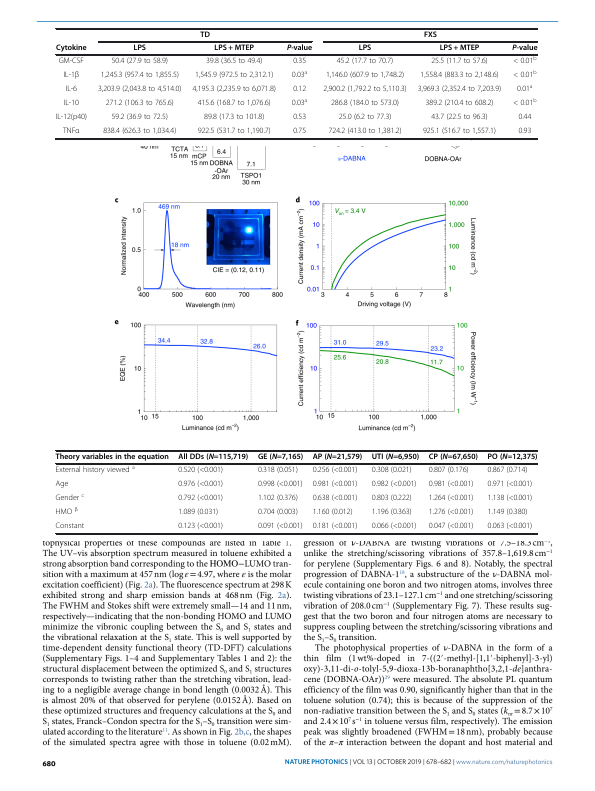 TD FXS
Cytokine LPS LPS + MTEP P-value LPS LPS + MTEP P-value
GM-CSF 50.4 (27.9 to 58.9) 39.8 (36.5 to 49.4) 0.35 45.2 (17.7 to 70.7) 25.5 (11.7 to 57.6) < 0.01b
IL-1β 1,245.3 (957.4 to 1,855.5) 1,545.9 (972.5 to 2,312.1) 0.03a 1,146.0 (607.9 to 1,748.2) 1,558.4 (883.3 to 2,148.6) < 0.01b
IL-6 3,203.9 (2,043.8 to 4,514.0) 4,195.3 (2,235.9 to 6,071.8) 0.12 2,900.2 (1,792.2 to 5,110.3) 3,969.3 (2,352.4 to 7,203.9) 0.01a
IL-10 271.2 (106.3 to 765.6) 415.6 (168.7 to 1,076.6) 0.03a 286.8 (184.0 to 573.0) 389.2 (210.4 to 608.2) < 0.01b
IL-12(p40) 59.2 (36.9 to 72.5) 89.8 (17.3 to 101.8) 0.53 25.0 (6.2 to 77.3) 43.7 (22.5 to 96.3) 0.44
TNFα 838.4 (626.3 to 1,034.4) 922.5 (531.7 to 1,190.7) 0.75 724.2 (413.0 to 1,381.2) 925.1 (516.7 to 1,557.1) 0.93
TCTA
15 nm
mCP
15 nm
6.4
DOBNA
-OAr
20 nm
7.1
TSPO1
30 nm
ν-DABNA
DOBNA-OAr
c
469 nm
18 nm
CIE = (0.12, 0.11)
Normalized intensity
1.0
0.5
0
400 500 600 700 800
Wavelength (nm)
d
Von = 3.4 V
Current density (mA cm−2)
100
10
1
0.1
0.01
10,000
1,000
100
10
1
Luminance (cd m−2)
3 4 5 6 7 8
Driving voltage (V)
e
EQE (%)
100
10
1
34.4 32.8 26.0
10 15 100 1,000
Luminance (cd m−2)
f
Current efficiency (cd m−2)
100
10
1
31.0 29.5 23.2
25.6 20.8 11.7
100
10
1
Power efficiency (lm W−1)
10 15 100 1,000
Luminance (cd m−2)
Theory variables in the equation All DDs (N=115,719) GE (N=7,165) AP (N=21,579) UTI (N=6,950) CP (N=67,650) PO (N=12,375)
External history viewed a 0.520 (<0.001) 0.318 (0.051) 0.256 (<0.001) 0.308 (0.021) 0.807 (0.176) 0.867 (0.714)
Age 0.976 (<0.001) 0.998 (<0.001) 0.981 (<0.001) 0.982 (<0.001) 0.981 (<0.001) 0.971 (<0.001)
Gender c 0.792 (<0.001) 1.102 (0.376) 0.638 (<0.001) 0.803 (0.222) 1.264 (<0.001) 1.138 (<0.001)
HMO β 1.089 (0.031) 0.704 (0.003) 1.160 (0.012) 1.196 (0.363) 1.276 (<0.001) 1.149 (0.380)
Constant 0.123 (<0.001) 0.091 (<0.001) 0.181 (<0.001) 0.066 (<0.001) 0.047 (<0.001) 0.063 (<0.001)
tophysical properties of these compounds are listed in Table 1.
The UV–vis absorption spectrum measured in toluene exhibited a
strong absorption band corresponding to the HOMO−LUMO tran-
sition with a maximum at 457 nm (log ε = 4.97, where ε is the molar
excitation coefficient) (Fig. 2a). The fluorescence spectrum at 298 K
exhibited strong and sharp emission bands at 468 nm (Fig. 2a).
The FWHM and Stokes shift were extremely small—14 and 11 nm,
respectively—indicating that the non-bonding HOMO and LUMO
minimize the vibronic coupling between the S0 and S1 states and
the vibrational relaxation at the S1 state. This is well supported by
time-dependent density functional theory (TD-DFT) calculations
(Supplementary Figs. 1–4 and Supplementary Tables 1 and 2): the
structural displacement between the optimized S0 and S1 structures
corresponds to twisting rather than the stretching vibration, lead-
ing to a negligible average change in bond length (0.0032 Å). This
is almost 20% of that observed for perylene (0.0152 Å). Based on
these optimized structures and frequency calculations at the S0 and
S1 states, Franck–Condon spectra for the S1–S0 transition were sim-
ulated according to the literature. As shown in Fig. 2b,c, the shapes
of the simulated spectra agree with those in toluene (0.02 mM).
gression of ν-DABNA are twisting vibrations of 7.5–18.3 cm−1,
unlike the stretching/scissoring vibrations of 357.8–1,619.8 cm−1
for perylene (Supplementary Figs. 6 and 8). Notably, the spectral
progression of DABNA-1, a substructure of the ν-DABNA mol-
ecule containing one boron and two nitrogen atoms, involves three
twisting vibrations of 23.1–127.1 cm−1 and one stretching/scissoring
vibration of 208.0 cm−1 (Supplementary Fig. 7). These results sug-
gest that the two boron and four nitrogen atoms are necessary to
suppress coupling between the stretching/scissoring vibrations and
the S1–S0 transition.
The photophysical properties of ν-DABNA in the form of a
thin film (1 wt%-doped in 7-((2′-methyl-[1,1′-biphenyl]-3-yl)
oxy)-3,11-di-o-tolyl-5,9-dioxa-13b-boranaphtho[3,2,1-de]anthra
cene (DOBNA-OAr))29 were measured. The absolute PL quantum
efficiency of the film was 0.90, significantly higher than that in the
toluene solution (0.74); this is because of the suppression of the
non-radiative transition between the S1 and S0 states (knr = 8.7 × 107
and 2.4 × 107 s−1 in toluene versus film, respectively). The emission
peak was slightly broadened (FWHM = 18 nm), probably because
of the π–π interaction between the dopant and host material and
680 NATURE PHOTONICS | VOL 13 | OCTOBER 2019 | 678–682 | www.nature.com/naturephotonics